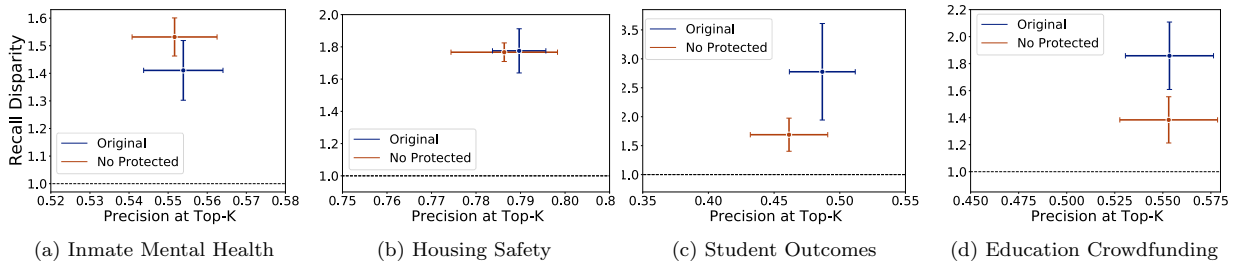 Recall Disparity
1.6
1.5
1.4
1.3
1.2
1.1
1.0
Original
No Protected
0.52 0.53 0.54 0.55 0.56 0.57 0.58
Precision at Top-K
(a) Inmate Mental Health
2.0
1.8
1.6
1.4
1.2
1.0
Original
No Protected
0.75 0.76 0.77 0.78 0.79 0.8
Precision at Top-K
(b) Housing Safety
3.5
3.0
2.5
2.0
1.5
1.0
Original
No Protected
0.35 0.40 0.45 0.50 0.55
Precision at Top-K
(c) Student Outcomes
2.2
2.0
1.8
1.6
1.4
1.2
1.0
Original
No Protected
0.450 0.475 0.500 0.525 0.550 0.575
Precision at Top-K
(d) Education Crowdfunding